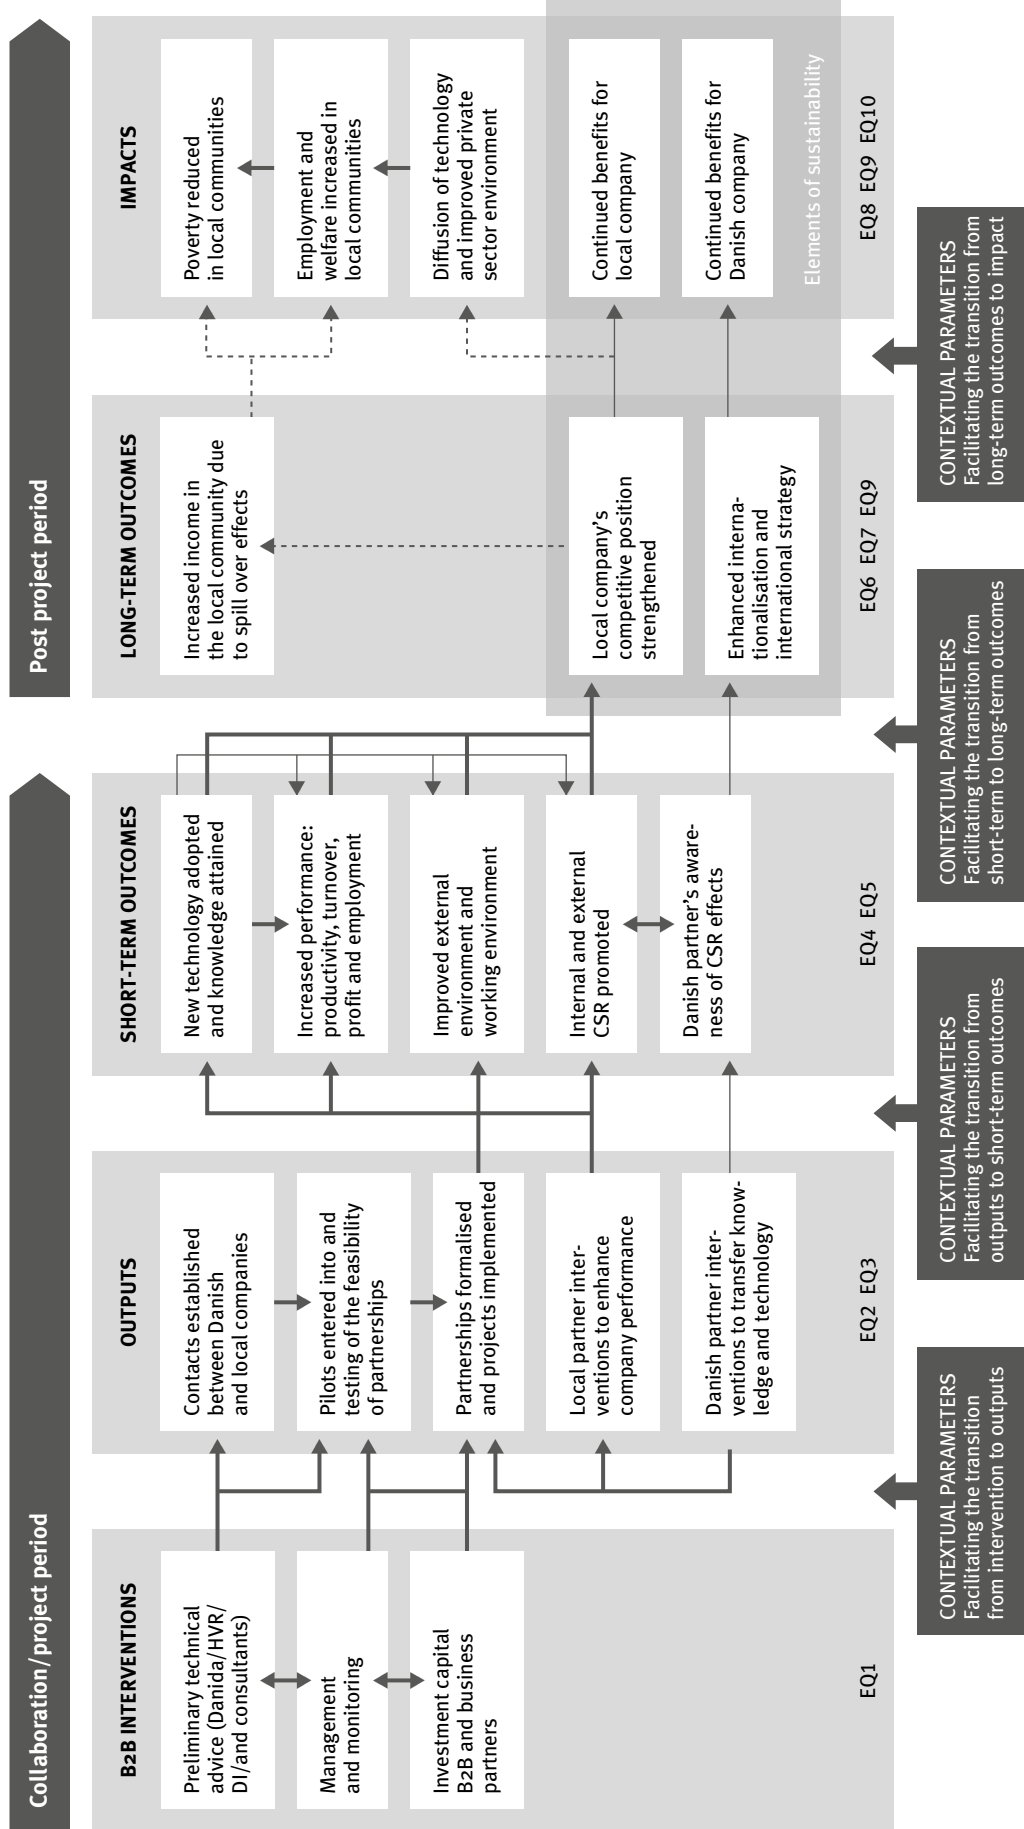 Collaboration/project period
Post project period
B2B INTERVENTIONS
Preliminary technical
advice (Danida/HVR/
DI/and consultants)
Management
and monitoring
Investment capital
B2B and business
partners
EQ1
OUTPUTS
Contacts established
between Danish
and local companies
Pilots entered into and
testing of the feasibility
of partnerships
Partnerships formalised
and projects implemented
Local partner inter-
ventions to enhance
company performance
Danish partner inter-
ventions to transfer know-
ledge and technology
EQ2 EQ3
SHORT-TERM OUTCOMES
New technology adopted
and knowledge attained
Increased performance:
productivity, turnover,
profit and employment
Improved external
environment and
working environment
Internal and external
CSR promoted
Danish partner's aware-
ness of CSR effects
EQ4 EQ5
LONG-TERM OUTCOMES
Increased income in
the local community due
to spill over effects
Local company's
competitive position
strengthened
Enhanced interna-
tionalisation and
international strategy
EQ6 EQ7 EQ9
IMPACTS
Poverty reduced
in local communities
Employment and
welfare increased in
local communities
Diffusion of technology
and improved private
sector environment
Continued benefits for
local company
Continued benefits for
Danish company
Elements of sustainability
EQ8 EQ9 EQ10
CONTEXTUAL PARAMETERS
Facilitating the transition
from intervention to outputs
CONTEXTUAL PARAMETERS
Facilitating the transition from
outputs to short-term outcomes
CONTEXTUAL PARAMETERS
Facilitating the transition from
short-term to long-term outcomes
CONTEXTUAL PARAMETERS
Facilitating the transition from
long-term outcomes to impact